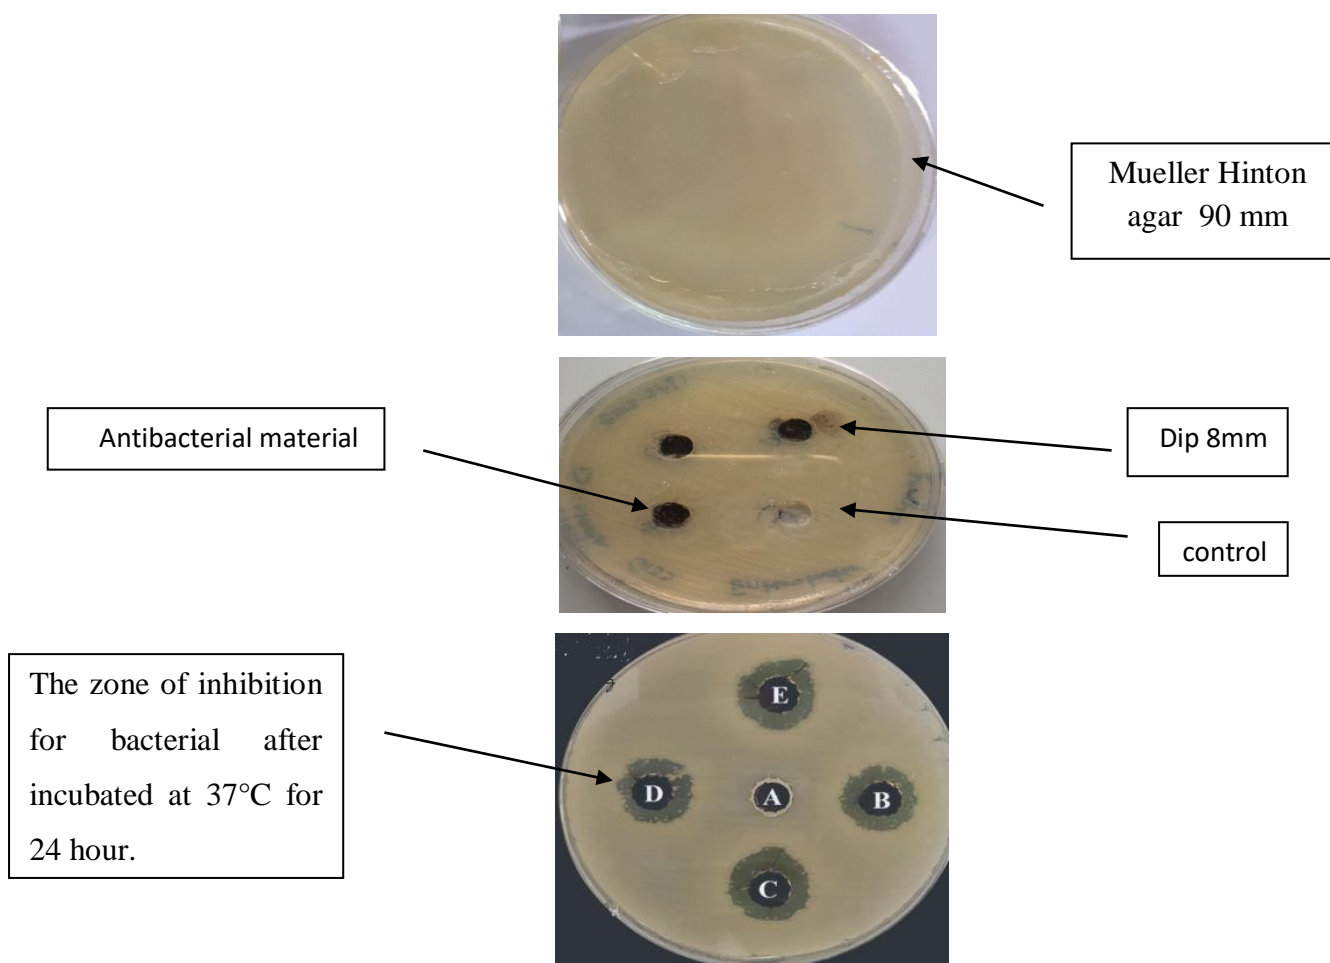 Mueller Hinton
agar 90 mm
Antibacterial material
Dip 8mm
control
The zone of inhibition
for bacterial after
incubated at 37°C for
24 hour.
E
D
A
B
C